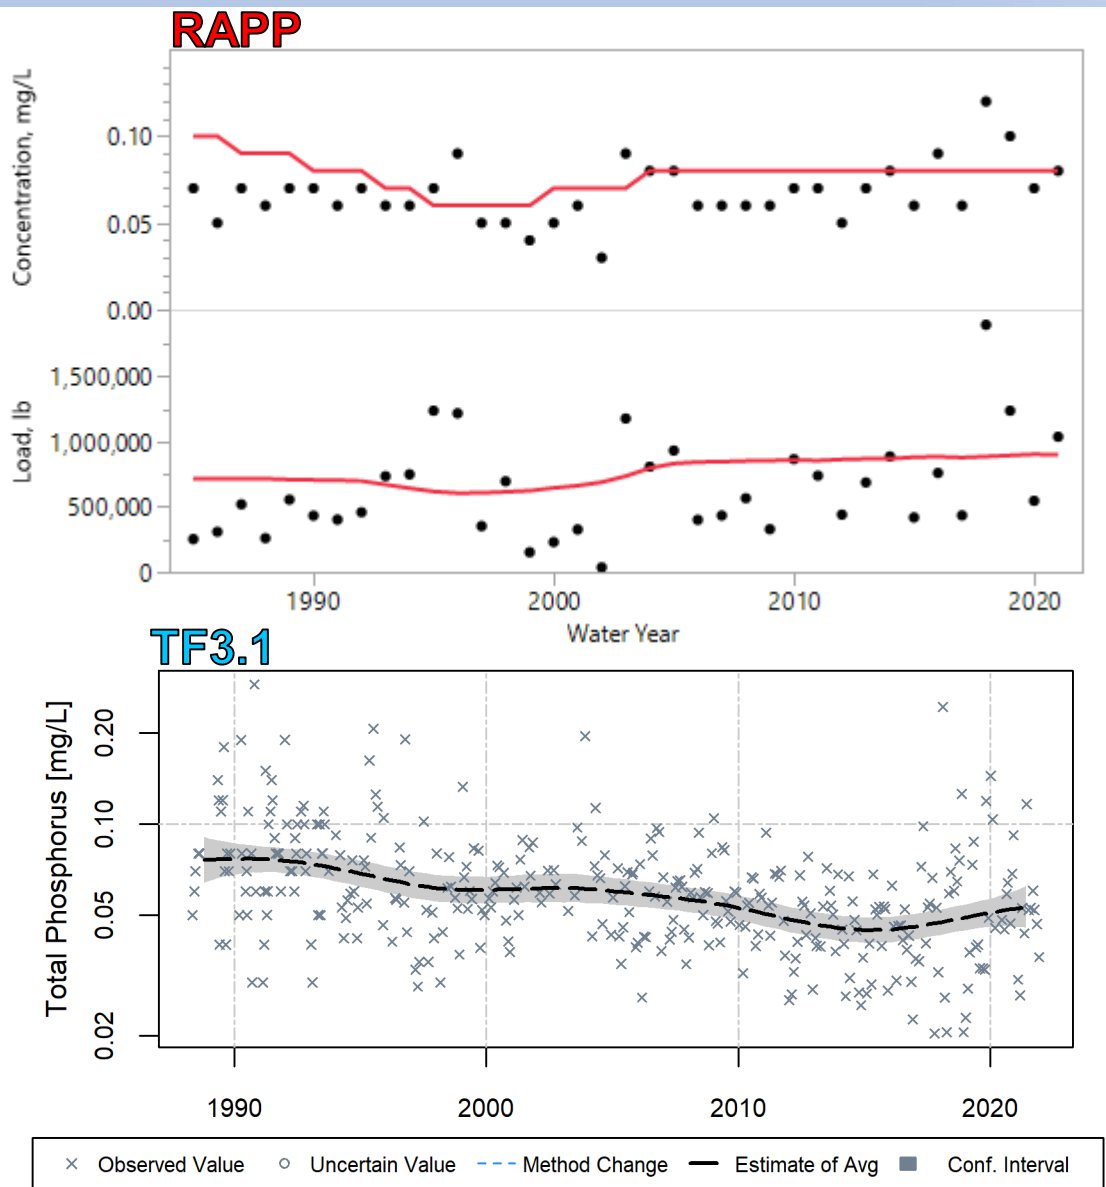 RAPP
Concentration, mg/L
0.10
0.05
0.00
Load, lb
1,500,000
1,000,000
500,000
0
1990 2000 2010 2020
Water Year
TF3.1
Total Phosphorus [mg/L]
0.20
0.10
0.05
0.02
1990 2000 2010 2020
Observed Value Uncertain Value Method Change Estimate of Avg Conf. Interval